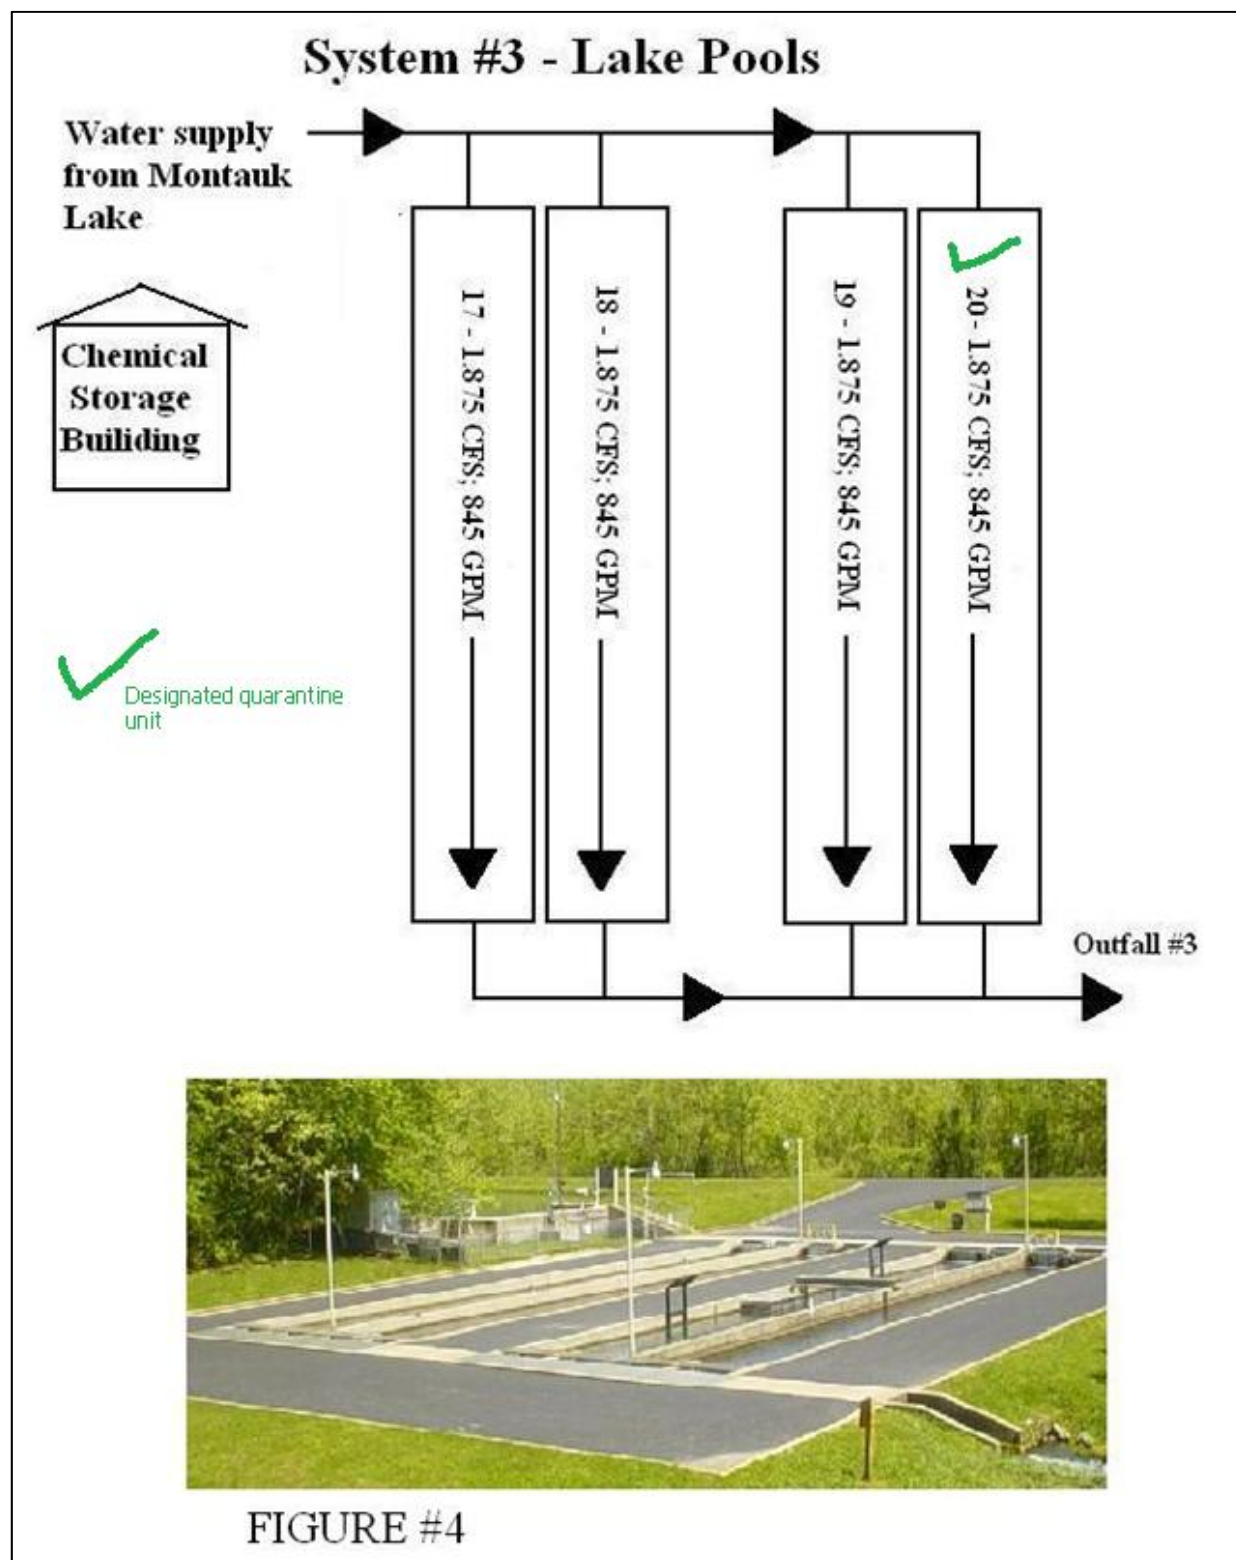 System #3 - Lake Pools
Water supply
from Montauk
Lake
Chemical
Storage
Builiding
17 - 1.875 CFS; 845 GPM
18 - 1.875 CFS; 845 GPM
19 - 1.875 CFS; 845 GPM
20- 1.875 CFS; 845 GPM
Designated quarantine
unit
Outfall #3
FIGURE #4